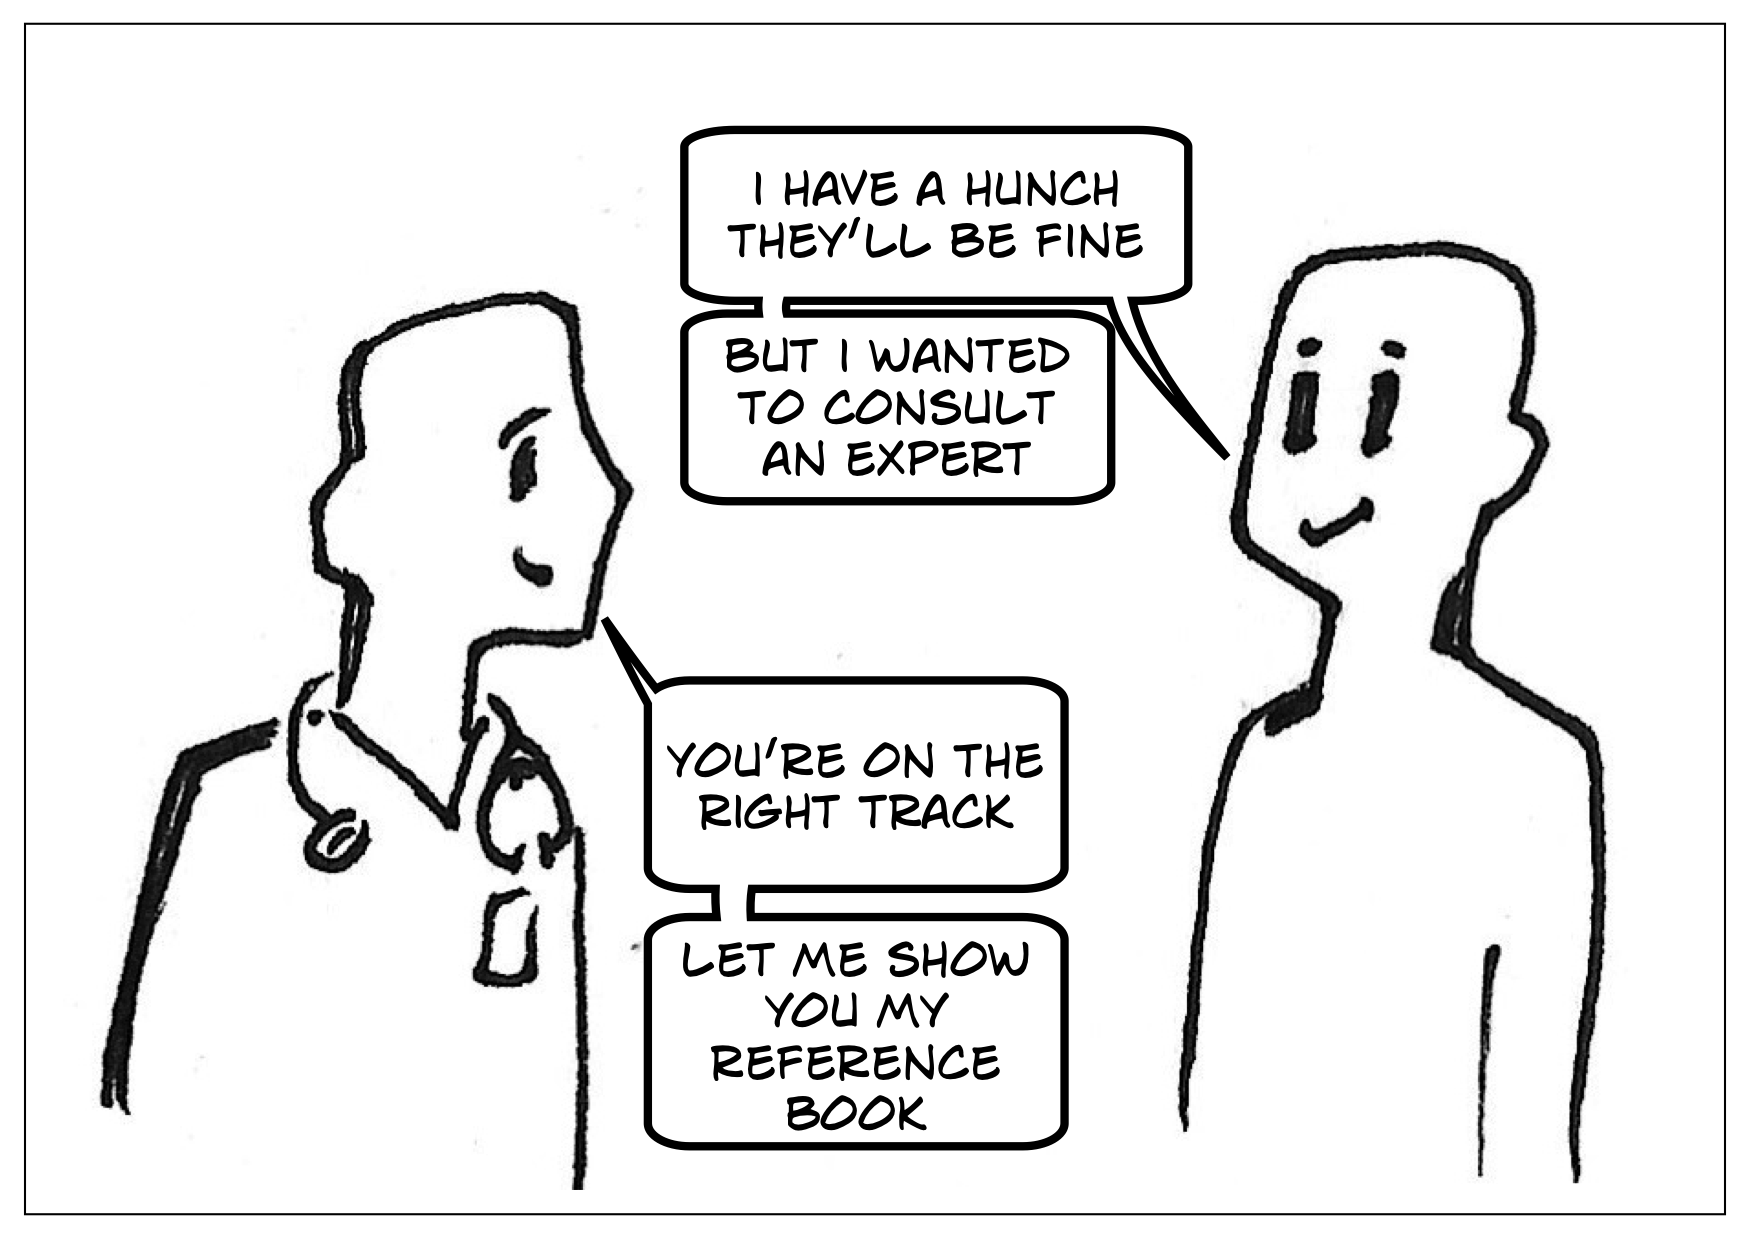 I HAVE A HUNCH
THEY'LL BE FINE
BUT I WANTED
TO CONSULT
AN EXPERT
YOU'RE ON THE
RIGHT TRACK
LET ME SHOW
YOU MY
REFERENCE
BOOK